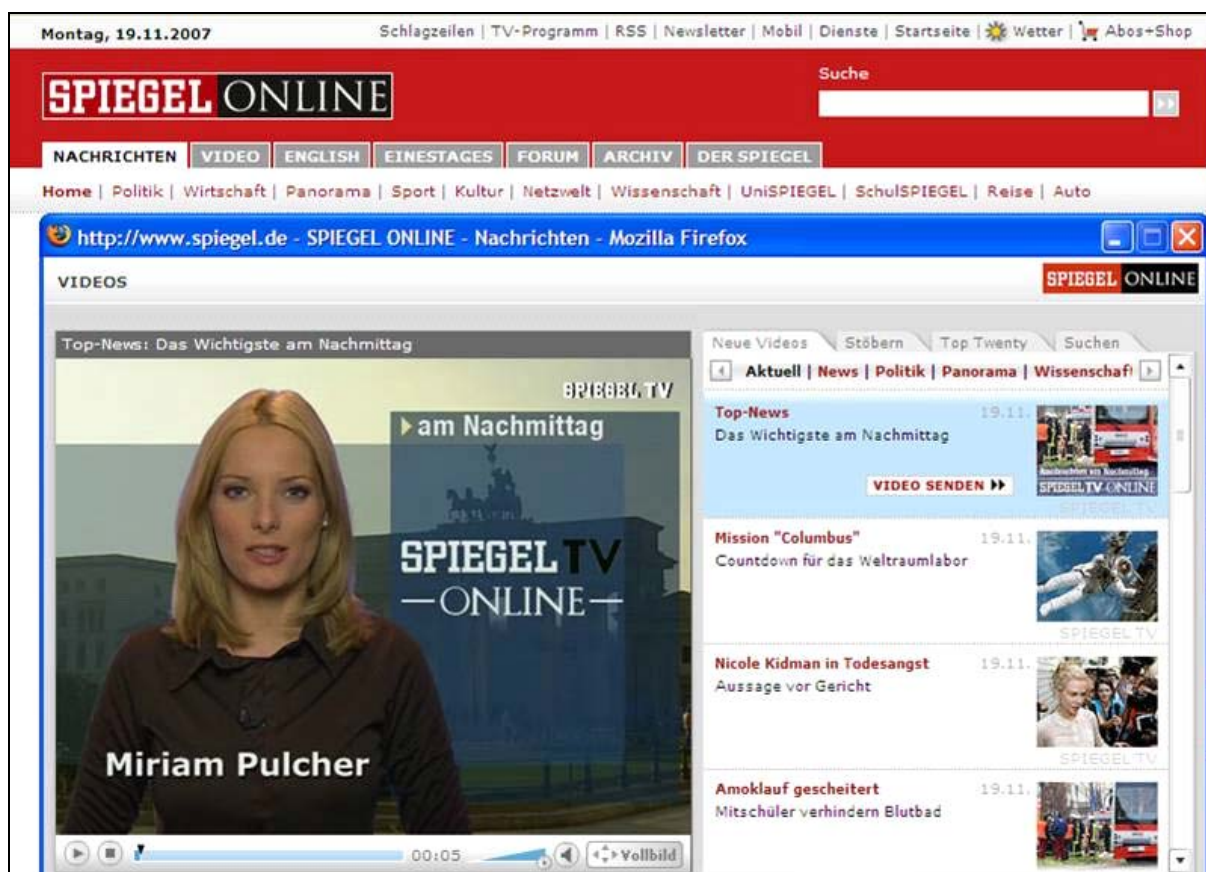 Montag, 19.11.2007
Schlagzeilen | TV-Programm | RSS | Newsletter | Mobil | Dienste | Startseite | Wetter | Abos+Shop
SPIEGEL ONLINE
Suche
NACHRICHTEN VIDEO ENGLISH EINESTAGES FORUM ARCHIV DER SPIEGEL
Home | Politik | Wirtschaft | Panorama | Sport | Kultur | Netzwelt | Wissenschaft | UniSPIEGEL | SchulSPIEGEL | Reise | Auto
http://www.spiegel.de - SPIEGEL ONLINE - Nachrichten - Mozilla Firefox
VIDEOS
SPIEGEL ONLINE
Top-News: Das Wichtigste am Nachmittag
SPIEGEL TV
am Nachmittag
SPIEGEL TV
—ONLINE—
Miriam Pulcher
00:05
Vollbild
Neue Videos Stöbern Top Twenty Suchen
Aktuell | News | Politik | Panorama | Wissenschaf
Top-News 19.11.
Das Wichtigste am Nachmittag
VIDEO SENDEN
Nachrichten am Nachmittag
SPIEGEL TV ONLINE
SPIEGEL TV
Mission "Columbus" 19.11.
Countdown für das Weltraumlabor
SPIEGEL TV
Nicole Kidman in Todesangst 19.11.
Aussage vor Gericht
SPIEGEL TV
Amoklauf gescheitert 19.11.
Mitschüler verhindern Blutbad